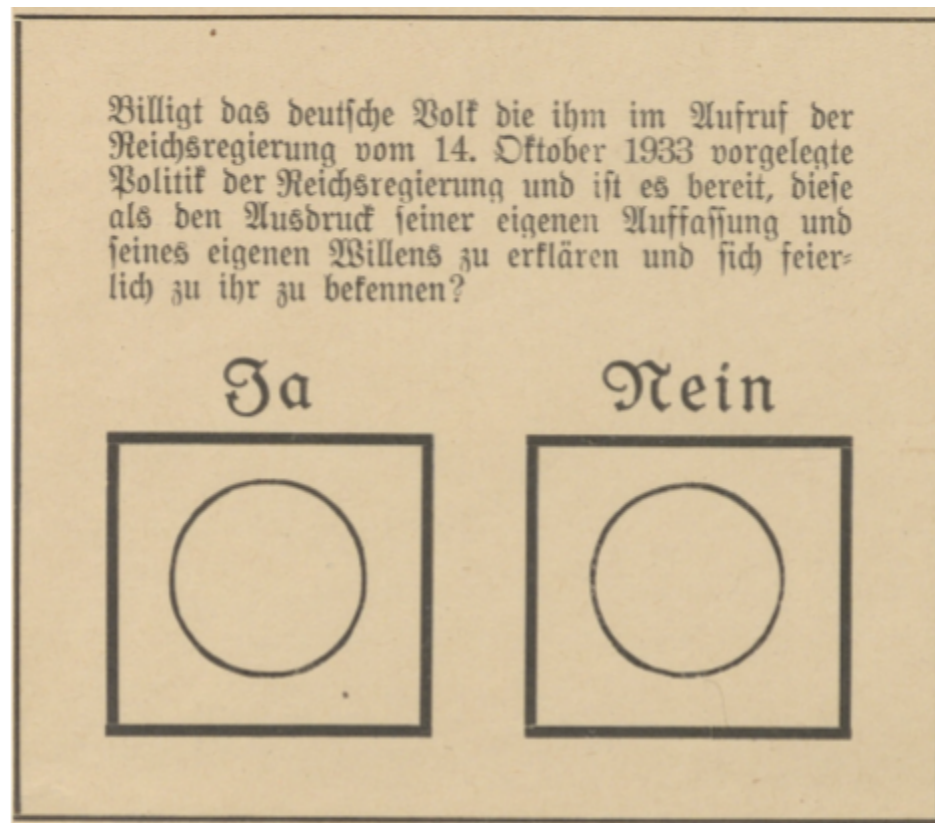 Billigt das deutsche Volk die ihm im Aufruf der
Reichsregierung vom 14. Oktober 1933 vorgelegte
Politik der Reichsregierung und ist es bereit, diese
als den Ausdruck seiner eigenen Auffassung und
seines eigenen Willens zu erklären und sich feier-
lich zu ihr zu bekennen?
Ja Nein